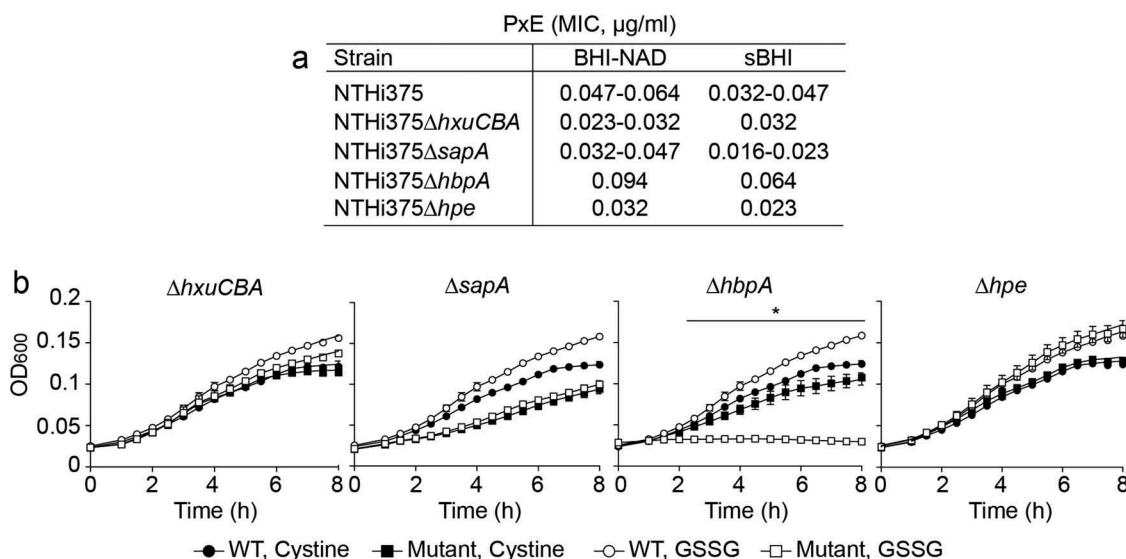 PxE (MIC, µg/ml)
a
Strain BHI-NAD sBHI
NTHi375 0.047-0.064 0.032-0.047
NTHi375ΔhxuCBA 0.023-0.032 0.032
NTHi375ΔsapA 0.032-0.047 0.016-0.023
NTHi375ΔhbpA 0.094 0.064
NTHi375Δhpe 0.032 0.023
b
ΔhxuCBA ΔsapA ΔhbpA Δhpe
*
0.2
0.15
0.1
0.05
0
OD600
0 2 4 6 8 0 2 4 6 8 0 2 4 6 8 0 2 4 6 8
Time (h) Time (h) Time (h) Time (h)
WT, Cystine Mutant, Cystine WT, GSSG Mutant, GSSG